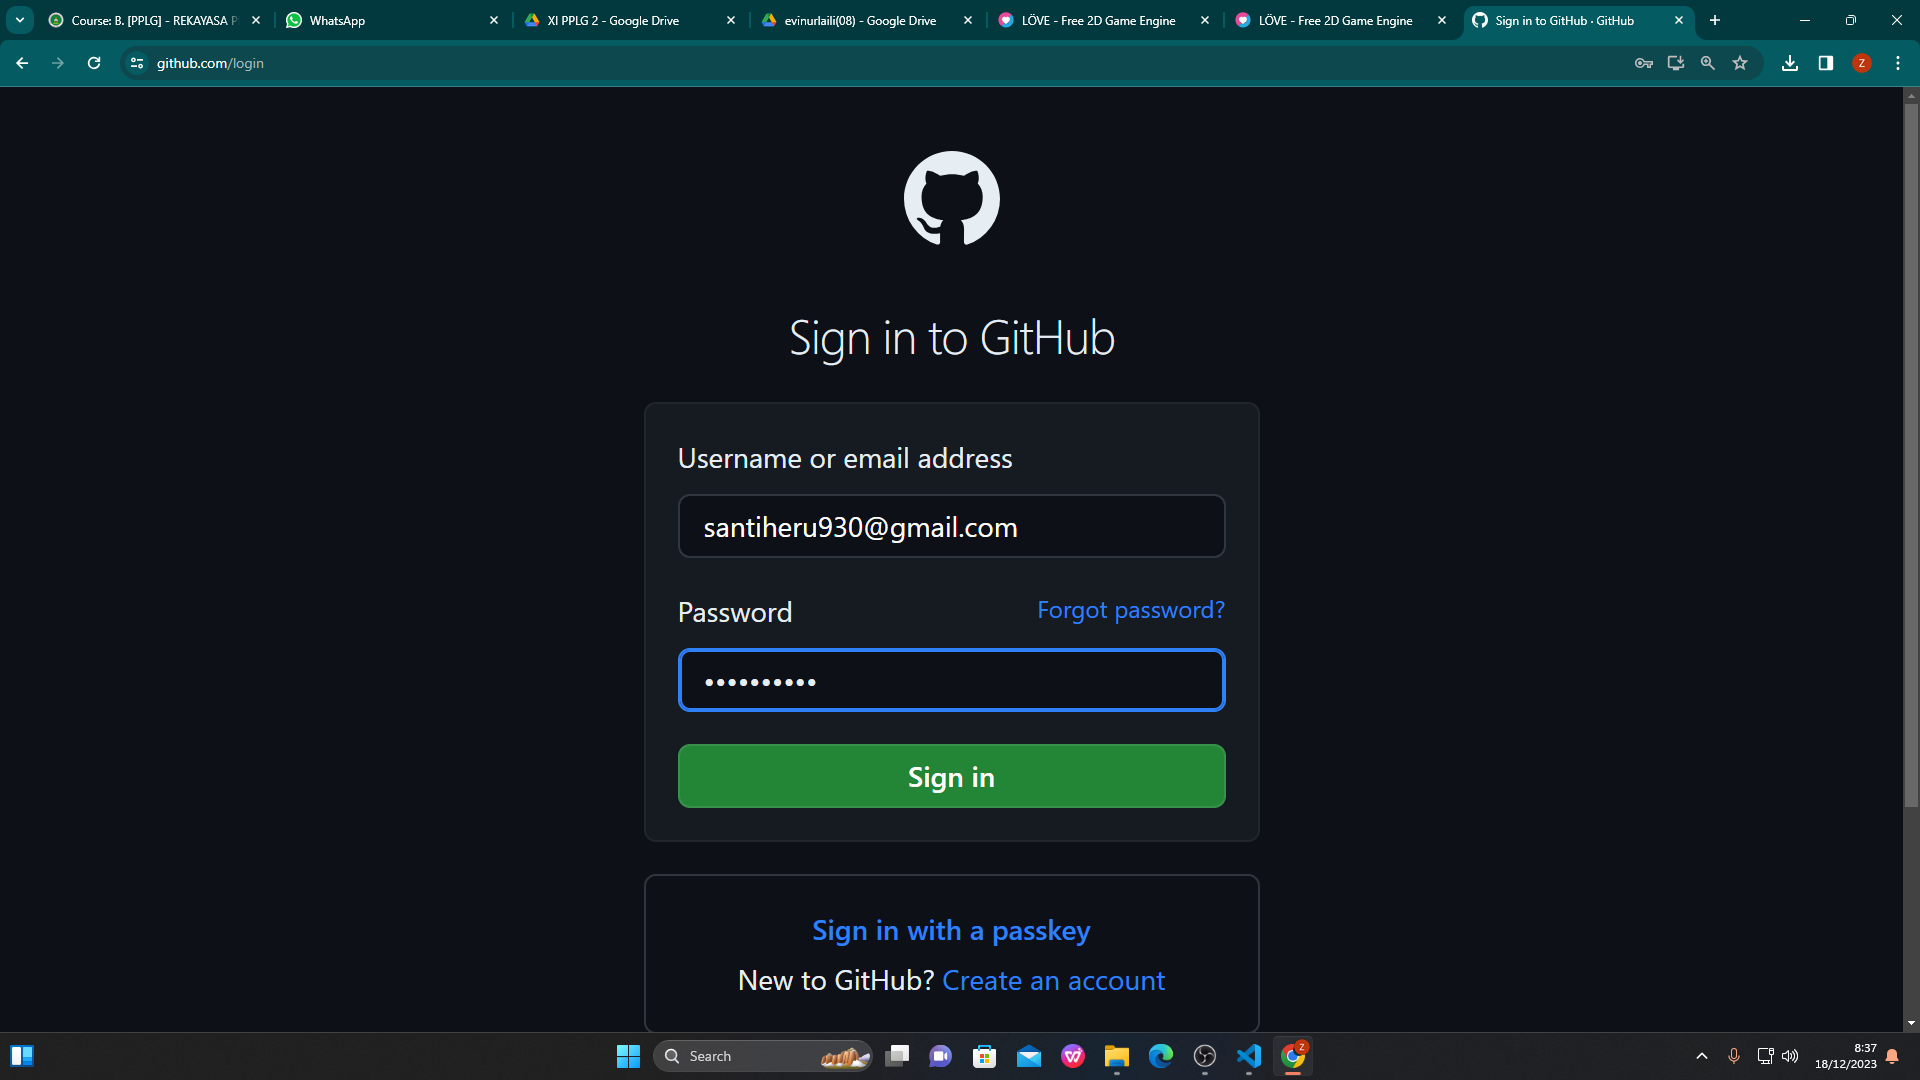 Course: B. [PPLG] - REKAYASA P
WhatsApp
XI PPLG 2 - Google Drive
evinurlaili(08) - Google Drive
LÖVE - Free 2D Game Engine
LÖVE - Free 2D Game Engine
Sign in to GitHub · GitHub
github.com/login
Z
Sign in to GitHub
Username or email address
santiheru930@gmail.com
Password
Forgot password?
••••••••••
Sign in
Sign in with a passkey
New to GitHub? Create an account
Search
Z
8:37
18/12/2023